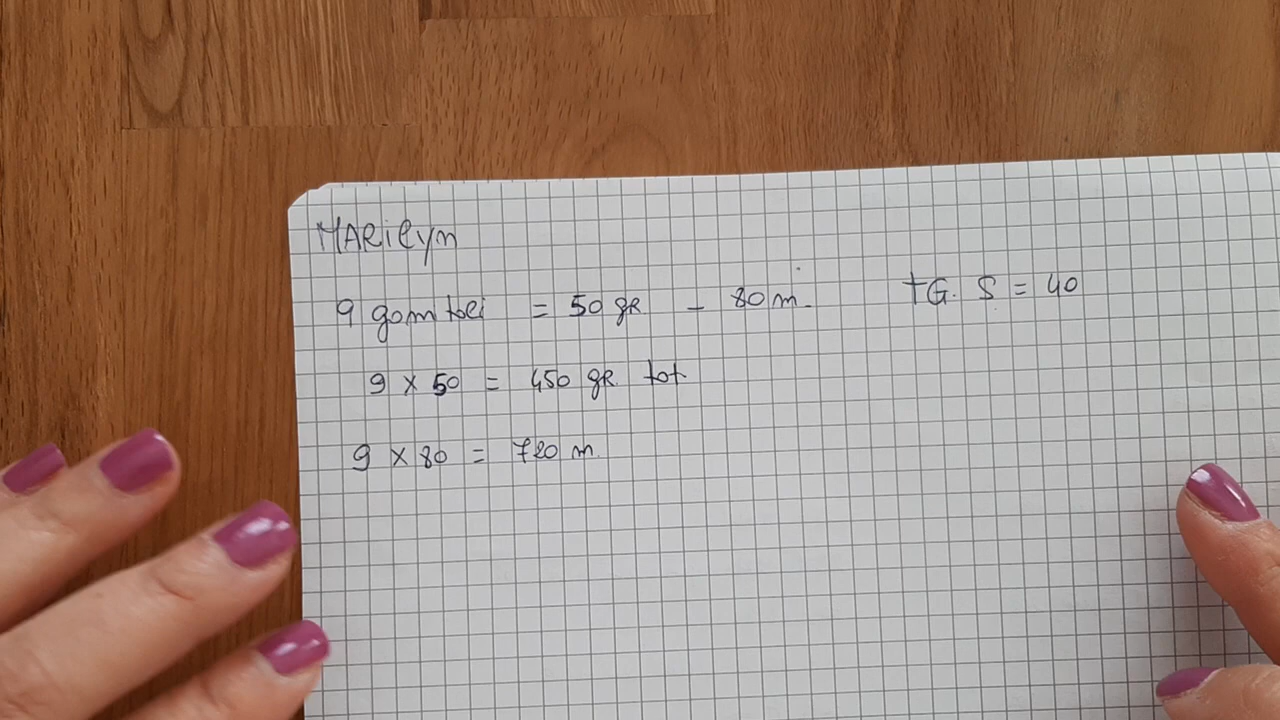 MARilyn
9 gomitoli = 50 gR - 80 m. TG. S = 40
9 x 50 = 450 gR. tot.
9 x 80 = 720 m.